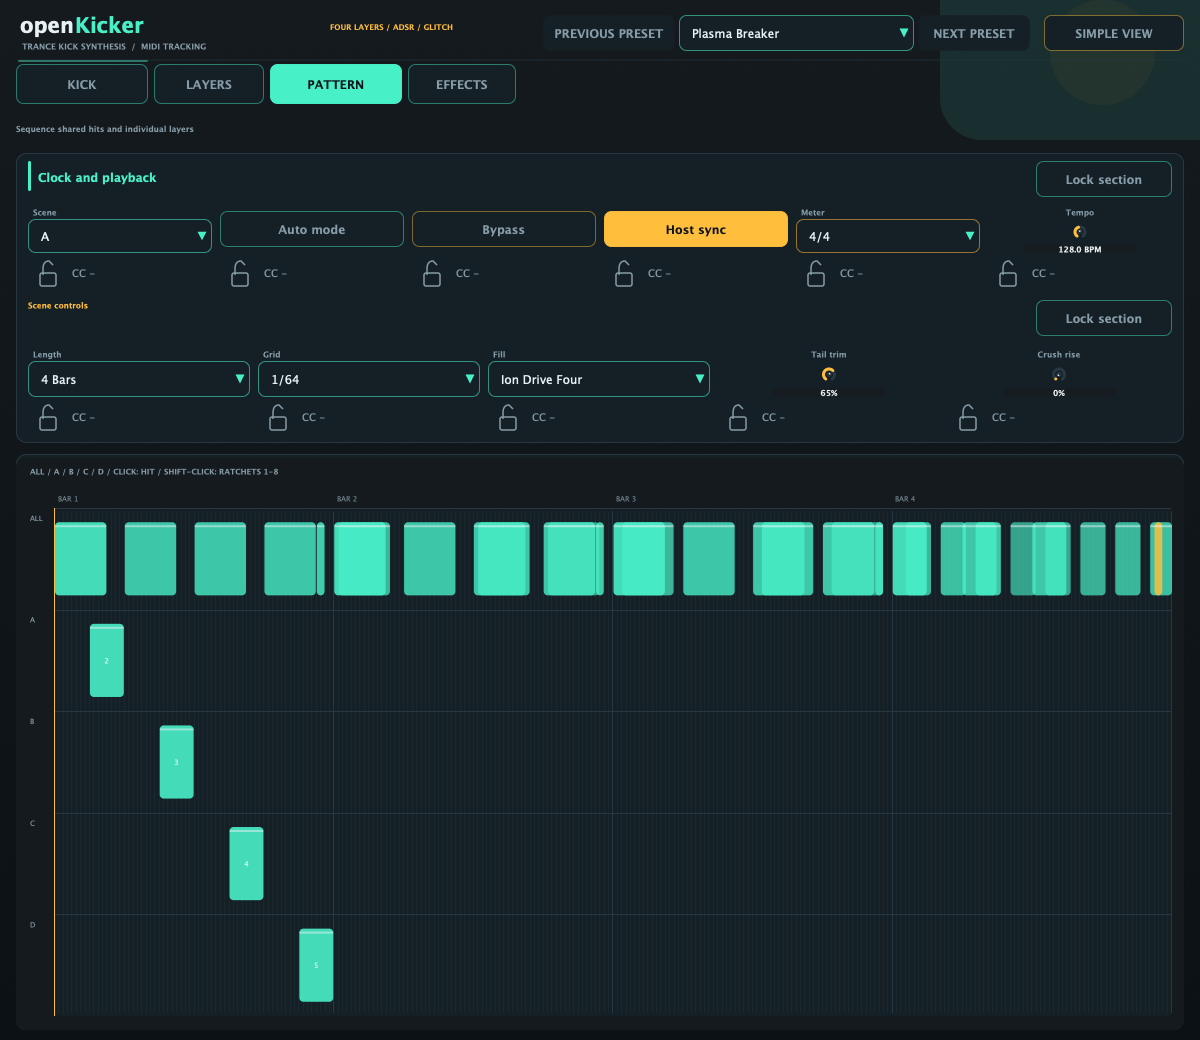 openKicker
TRANCE KICK SYNTHESIS / MIDI TRACKING
FOUR LAYERS / ADSR / GLITCH
PREVIOUS PRESET
Plasma Breaker
NEXT PRESET
SIMPLE VIEW
KICK
LAYERS
PATTERN
EFFECTS
Sequence shared hits and individual layers
Clock and playback
Lock section
Scene
A
Auto mode
Bypass
Host sync
Meter
4/4
Tempo
128.0 BPM
CC –
CC –
CC –
CC –
CC –
CC –
Scene controls
Lock section
Length
4 Bars
Grid
1/64
Fill
Ion Drive Four
Tail trim
65%
Crush rise
0%
CC –
CC –
CC –
CC –
CC –
ALL / A / B / C / D / CLICK: HIT / SHIFT-CLICK: RATCHETS 1-8
BAR 1
BAR 2
BAR 3
BAR 4
ALL
A
2
B
3
C
4
D
5